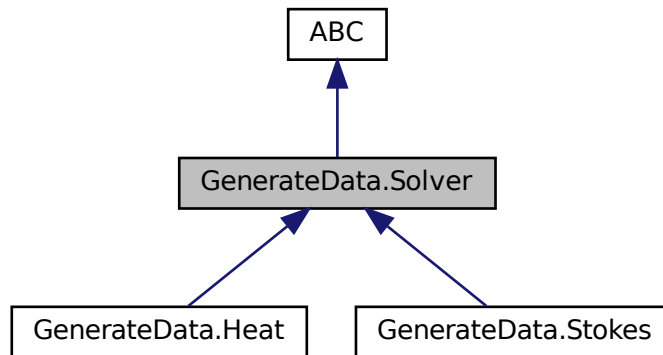 ABC
GenerateData.Solver
GenerateData.Heat
GenerateData.Stokes